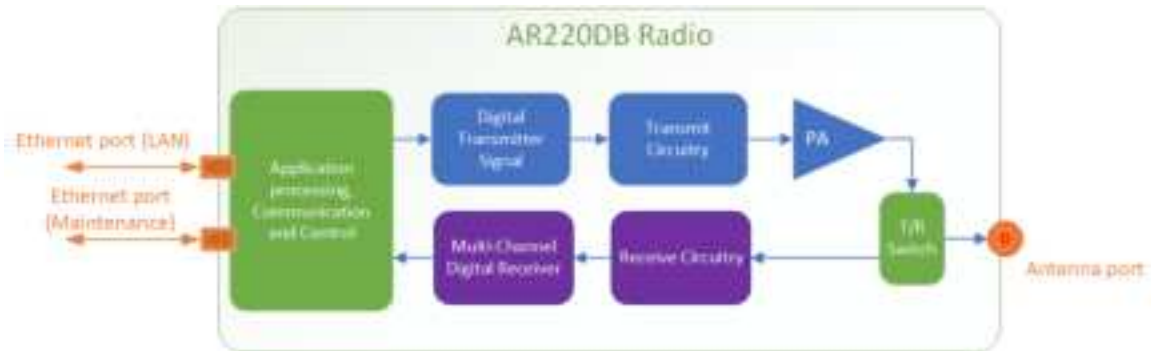 AR220DB Radio
Ethernet port (LAN)
Ethernet port
(Maintenance)
Application
processing,
Communication
and Control
Digital
Transmitter
Signal
Transmit
Circuitry
PA
Multi-Channel
Digital Receiver
Receive Circuitry
T/R
Switch
Antenna port